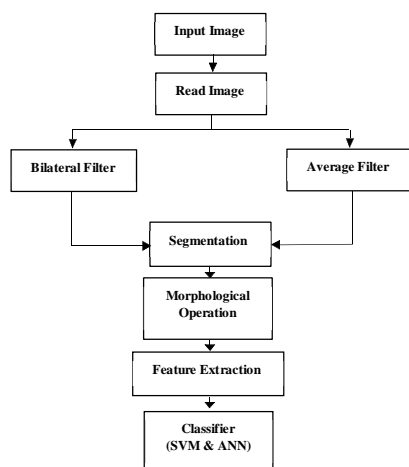 Input Image
Read Image
Bilateral Filter
Average Filter
Segmentation
Morphological
Operation
Feature Extraction
Classifier
(SVM & ANN)